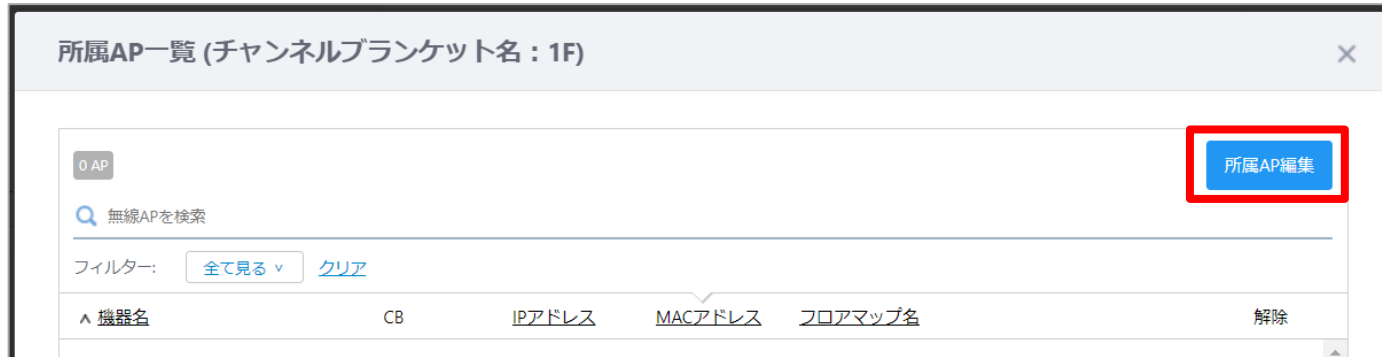 所属AP一覧 (チャンネルブランケット名：1F)
0 AP
所属AP編集
無線APを検索
フィルター: 全て見る クリア
機器名 CB IPアドレス MACアドレス フロアマップ名 解除